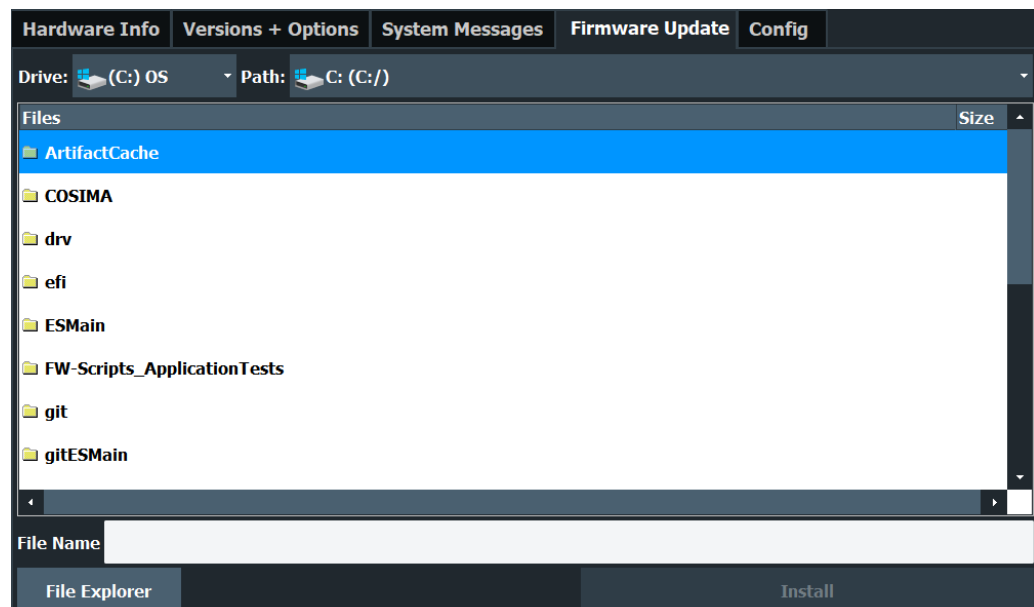 Hardware Info Versions + Options System Messages Firmware Update Config
Drive: (C:) OS Path: C: (C:/)
Files Size
ArtifactCache
COSIMA
drv
efi
ESMain
FW-Scripts_ApplicationTests
git
gitESMain
File Name
File Explorer Install